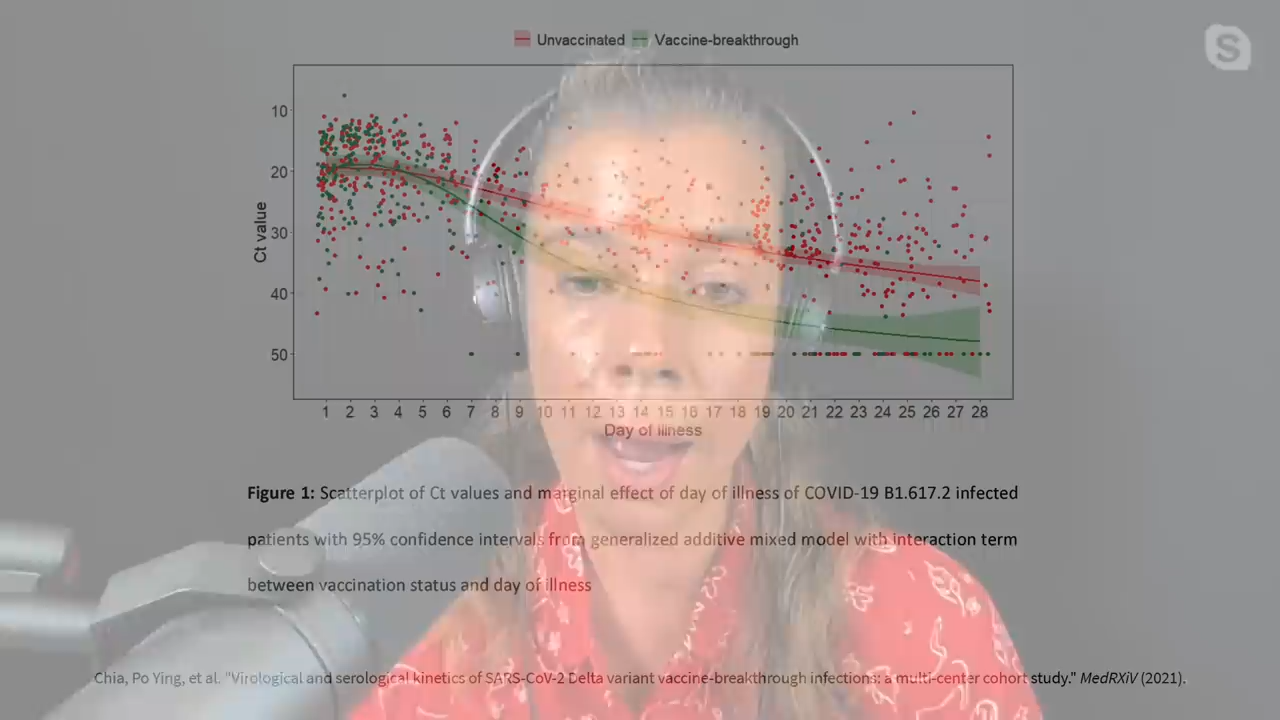 Unvaccinated Vaccine-breakthrough
S
10
20
30
40
50
Ct value
1 2 3 4 5 6 7 8 9 10 11 12 13 14 15 16 17 18 19 20 21 22 23 24 25 26 27 28
Day of illness
Figure 1: Scatterplot of Ct values and marginal effect of day of illness of COVID-19 B1.617.2 infected
patients with 95% confidence intervals from generalized additive mixed model with interaction term
between vaccination status and day of illness
Chia, Po Ying, et al. "Virological and serological kinetics of SARS-CoV-2 Delta variant vaccine-breakthrough infections: a multi-center cohort study." MedRXiV (2021).